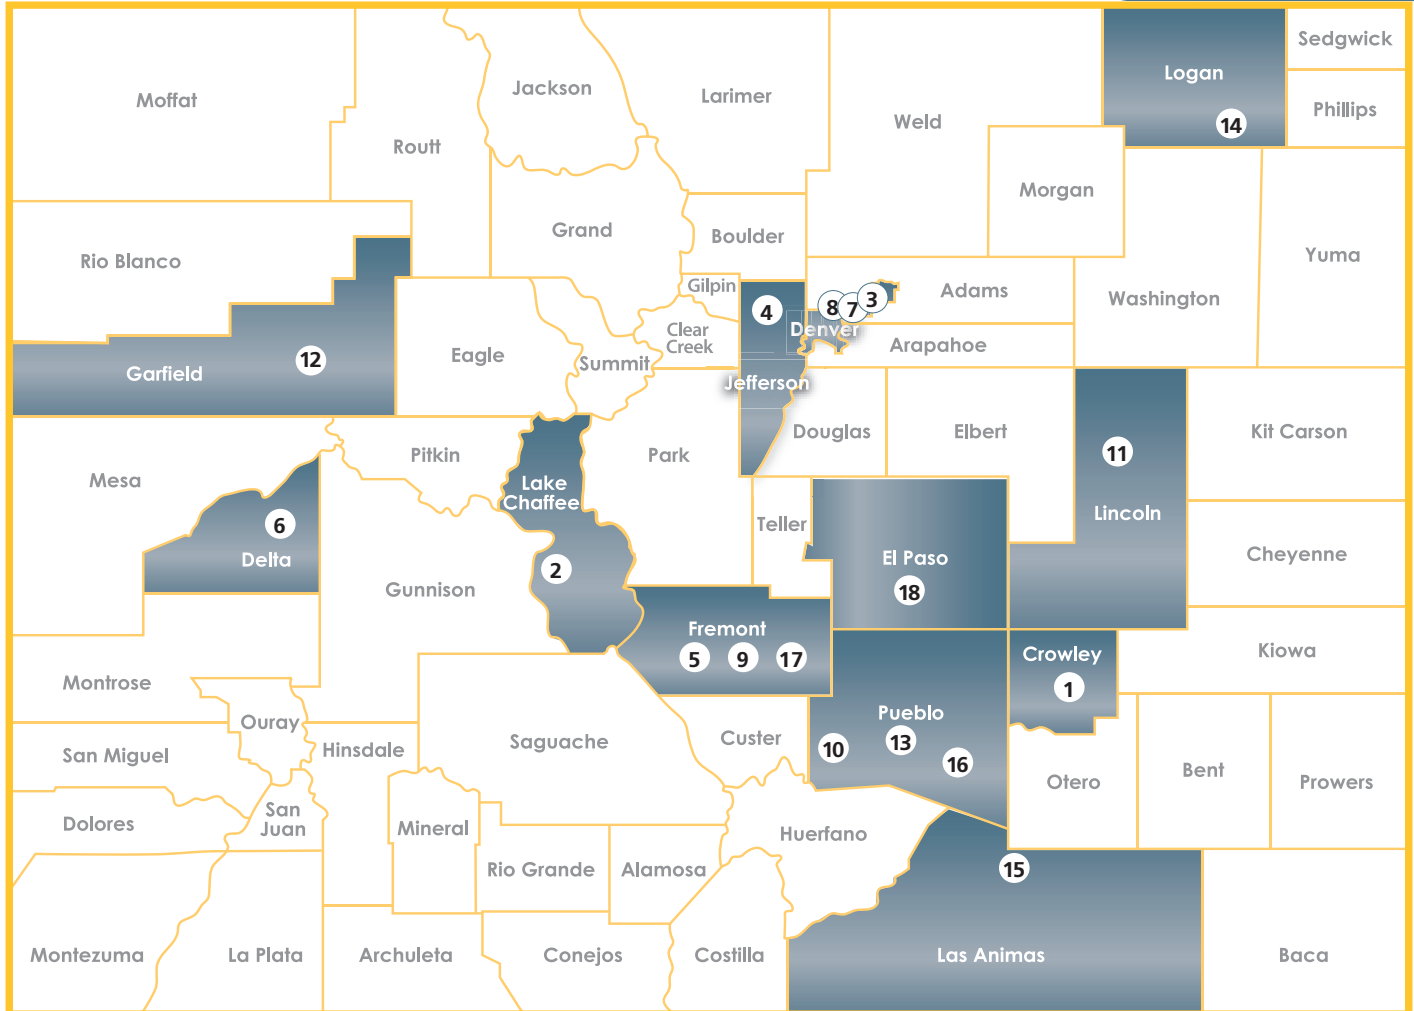 Sedgwick
Logan
Jackson
Larimer
Moffat
Phillips
Weld
14
Routt
Morgan
Grand
Boulder
Yuma
Rio Blanco
Gilpin
Adams
Washington
8
7
3
4
Denver
Clear
Creek
Arapahoe
Eagle
12
Summit
Garfield
Jefferson
Douglas
Elbert
Kit Carson
11
Pitkin
Park
Mesa
Lake
Chaffee
Lincoln
6
Teller
Delta
El Paso
Cheyenne
2
18
Gunnison
Fremont
5
9
17
Crowley
1
Kiowa
Montrose
Pueblo
Ouray
Hinsdale
Saguache
Custer
10
13
16
San Miguel
Otero
Bent
Prowers
San
Juan
Dolores
Mineral
Huerfano
Rio Grande
Alamosa
15
Montezuma
La Plata
Archuleta
Conejos
Costilla
Las Animas
Baca